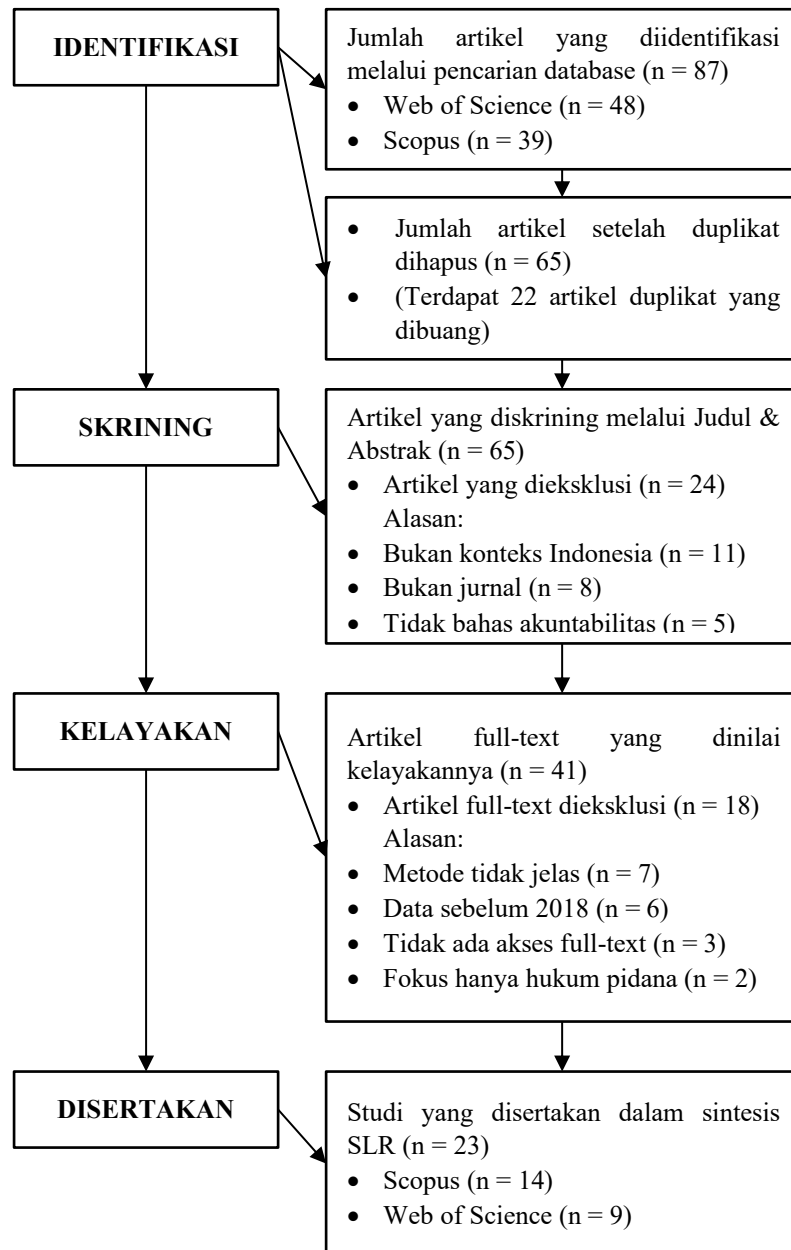 IDENTIFIKASI
Jumlah artikel yang diidentifikasi
melalui pencarian database (n = 87)
• Web of Science (n = 48)
• Scopus (n = 39)
• Jumlah artikel setelah duplikat
dihapus (n = 65)
• (Terdapat 22 artikel duplikat yang
dibuang)
SKRINING
Artikel yang diskrining melalui Judul &
Abstrak (n = 65)
• Artikel yang dieksklusi (n = 24)
Alasan:
• Bukan konteks Indonesia (n = 11)
• Bukan jurnal (n = 8)
• Tidak bahas akuntabilitas (n = 5)
KELAYAKAN
Artikel full-text yang dinilai
kelayakannya (n = 41)
• Artikel full-text dieksklusi (n = 18)
Alasan:
• Metode tidak jelas (n = 7)
• Data sebelum 2018 (n = 6)
• Tidak ada akses full-text (n = 3)
• Fokus hanya hukum pidana (n = 2)
DISERTAKAN
Studi yang disertakan dalam sintesis
SLR (n = 23)
• Scopus (n = 14)
• Web of Science (n = 9)